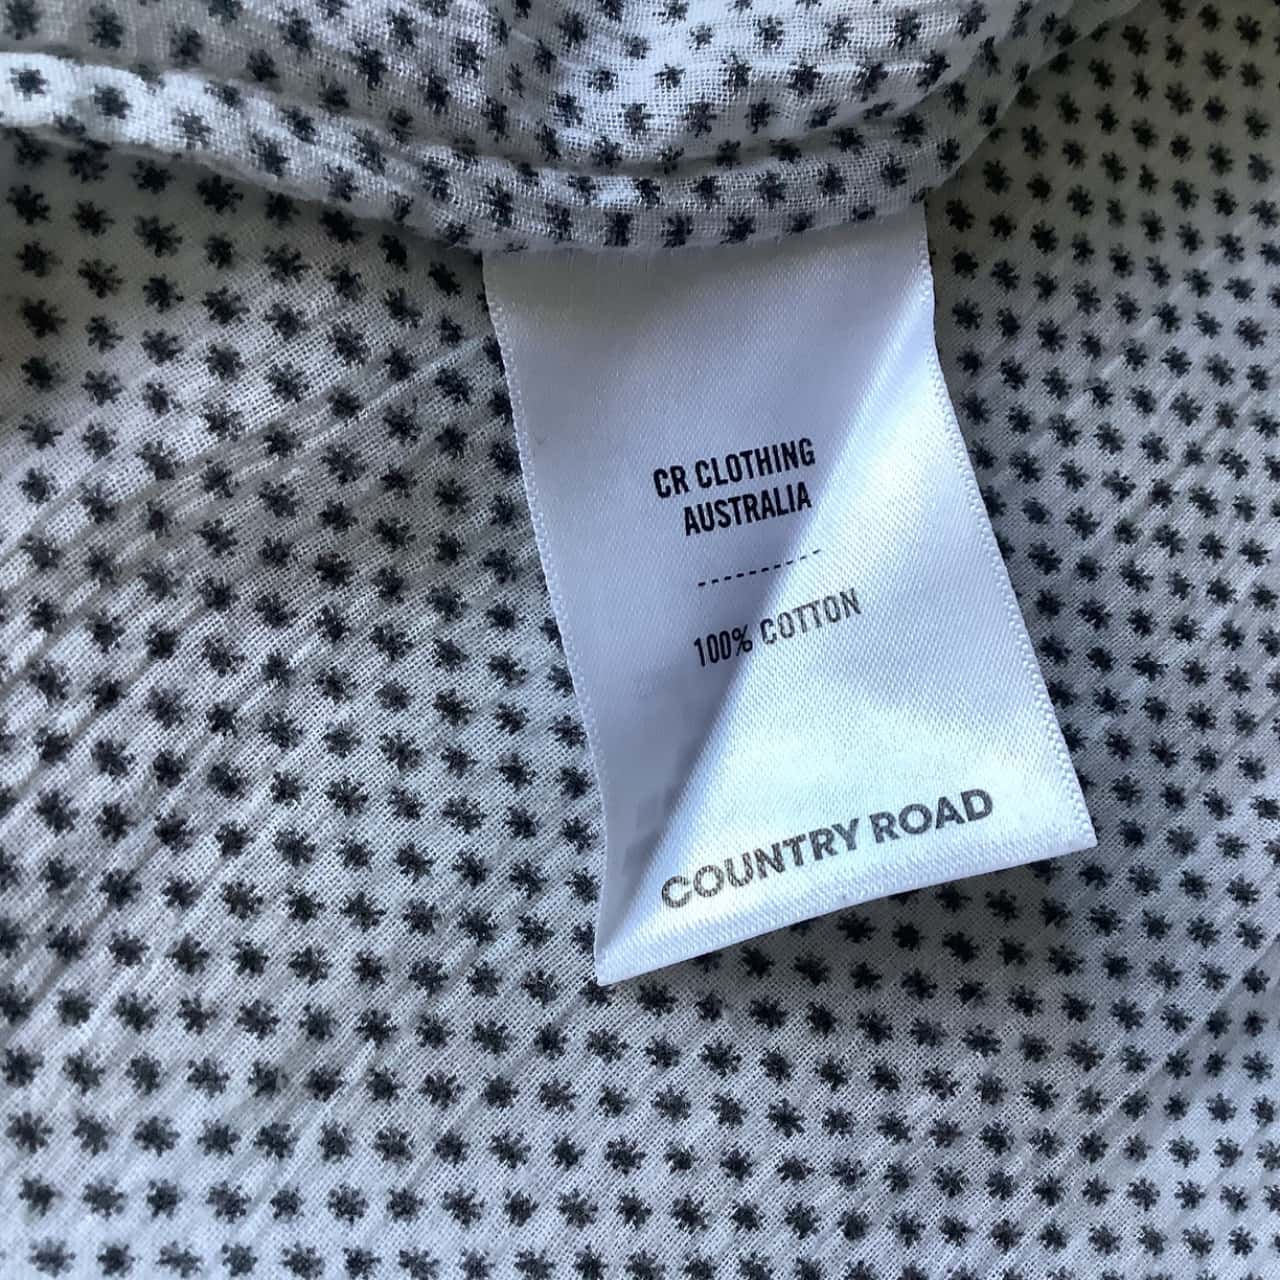 CR CLOTHING
AUSTRALIA
----------
100% COTTON
COUNTRY ROAD